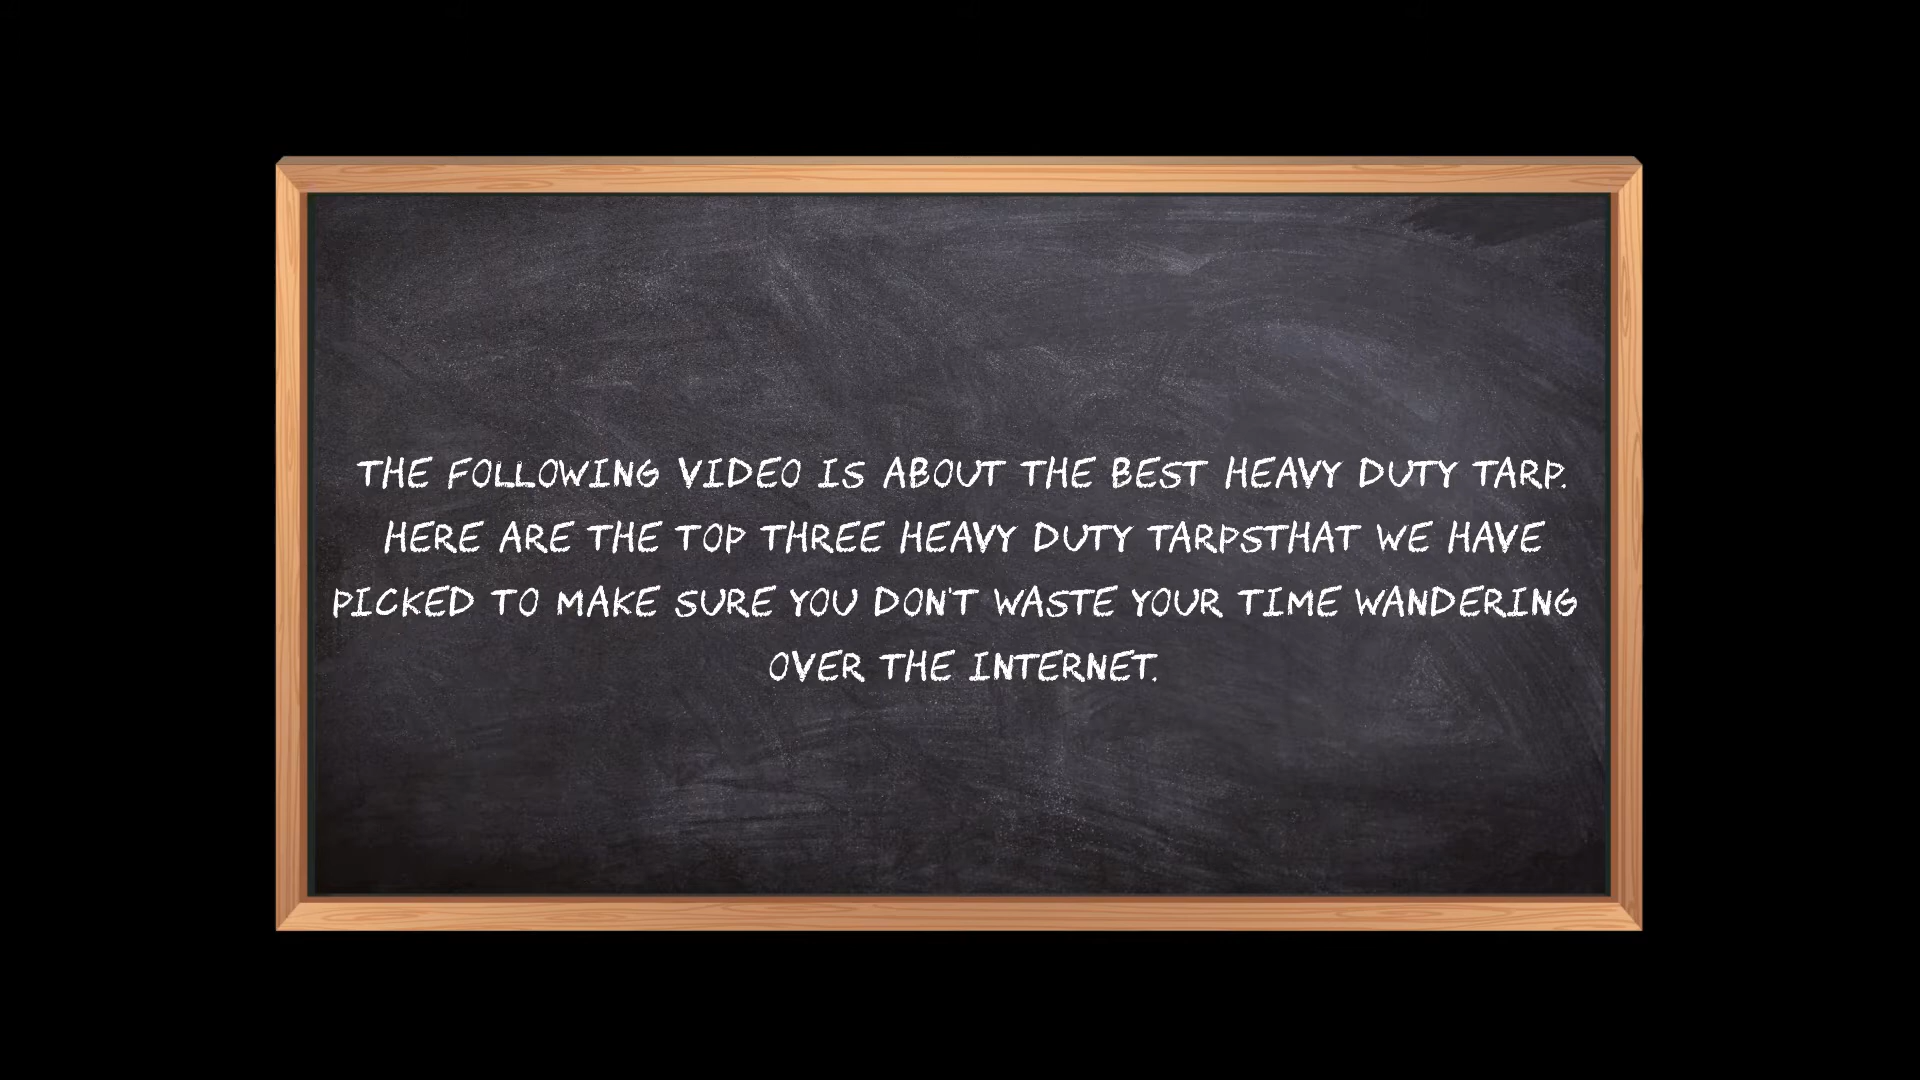 THE FOLLOWING VIDEO IS ABOUT THE BEST HEAVY DUTY TARP.
HERE ARE THE TOP THREE HEAVY DUTY TARPSTHAT WE HAVE
PICKED TO MAKE SURE YOU DON'T WASTE YOUR TIME WANDERING
OVER THE INTERNET.